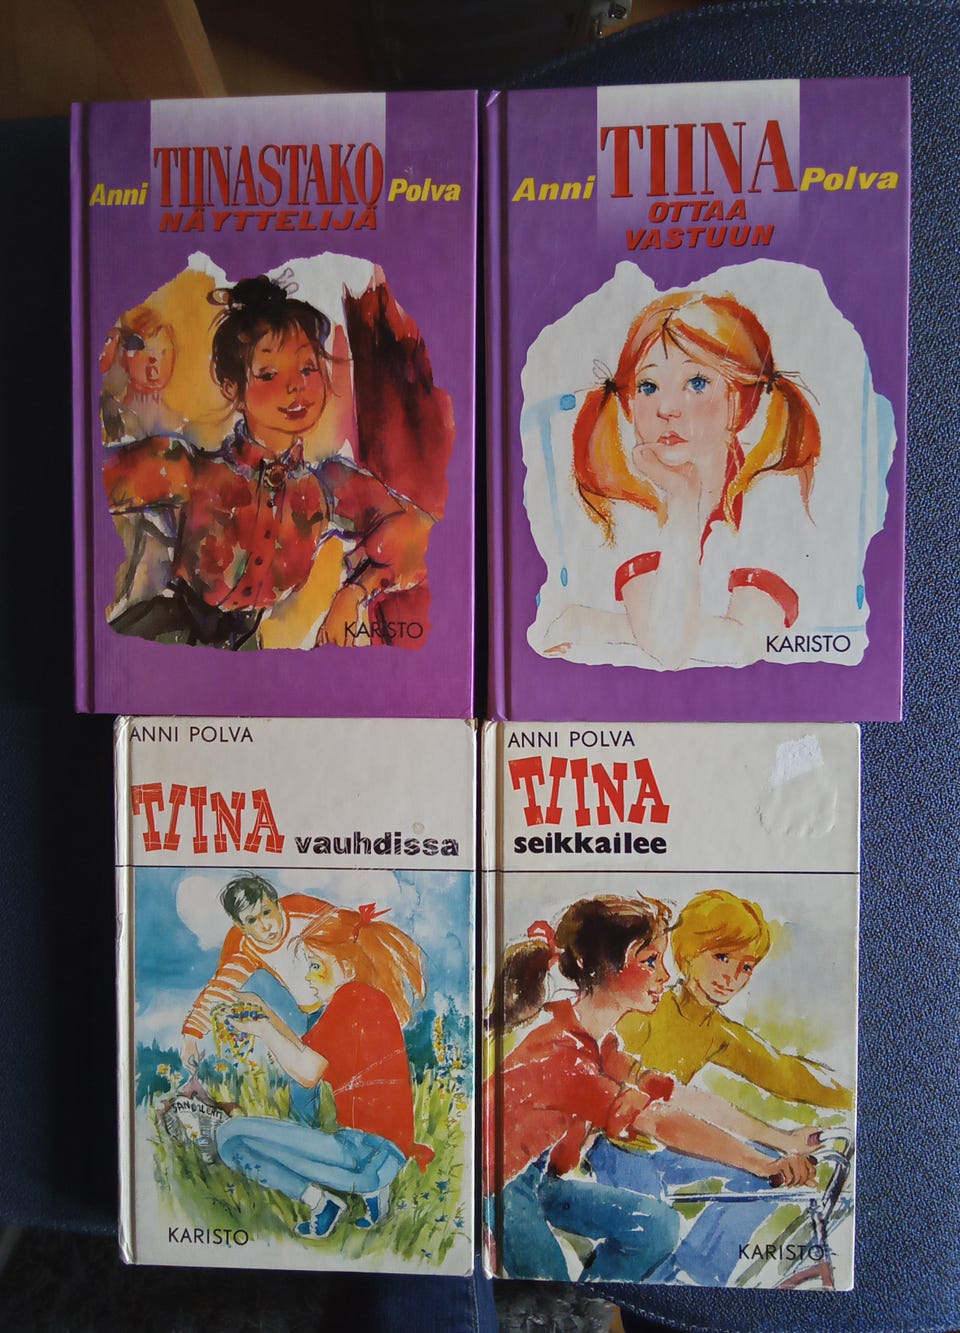 Anni TIINASTAKO Polva
NÄYTTELIJÄ
KARISTO
Anni TIINA Polva
OTTAA
VASTUUN
KARISTO
ANNI POLVA
TIINA
vauhdissa
KARISTO
ANNI POLVA
TIINA
seikkailee
KARISTO